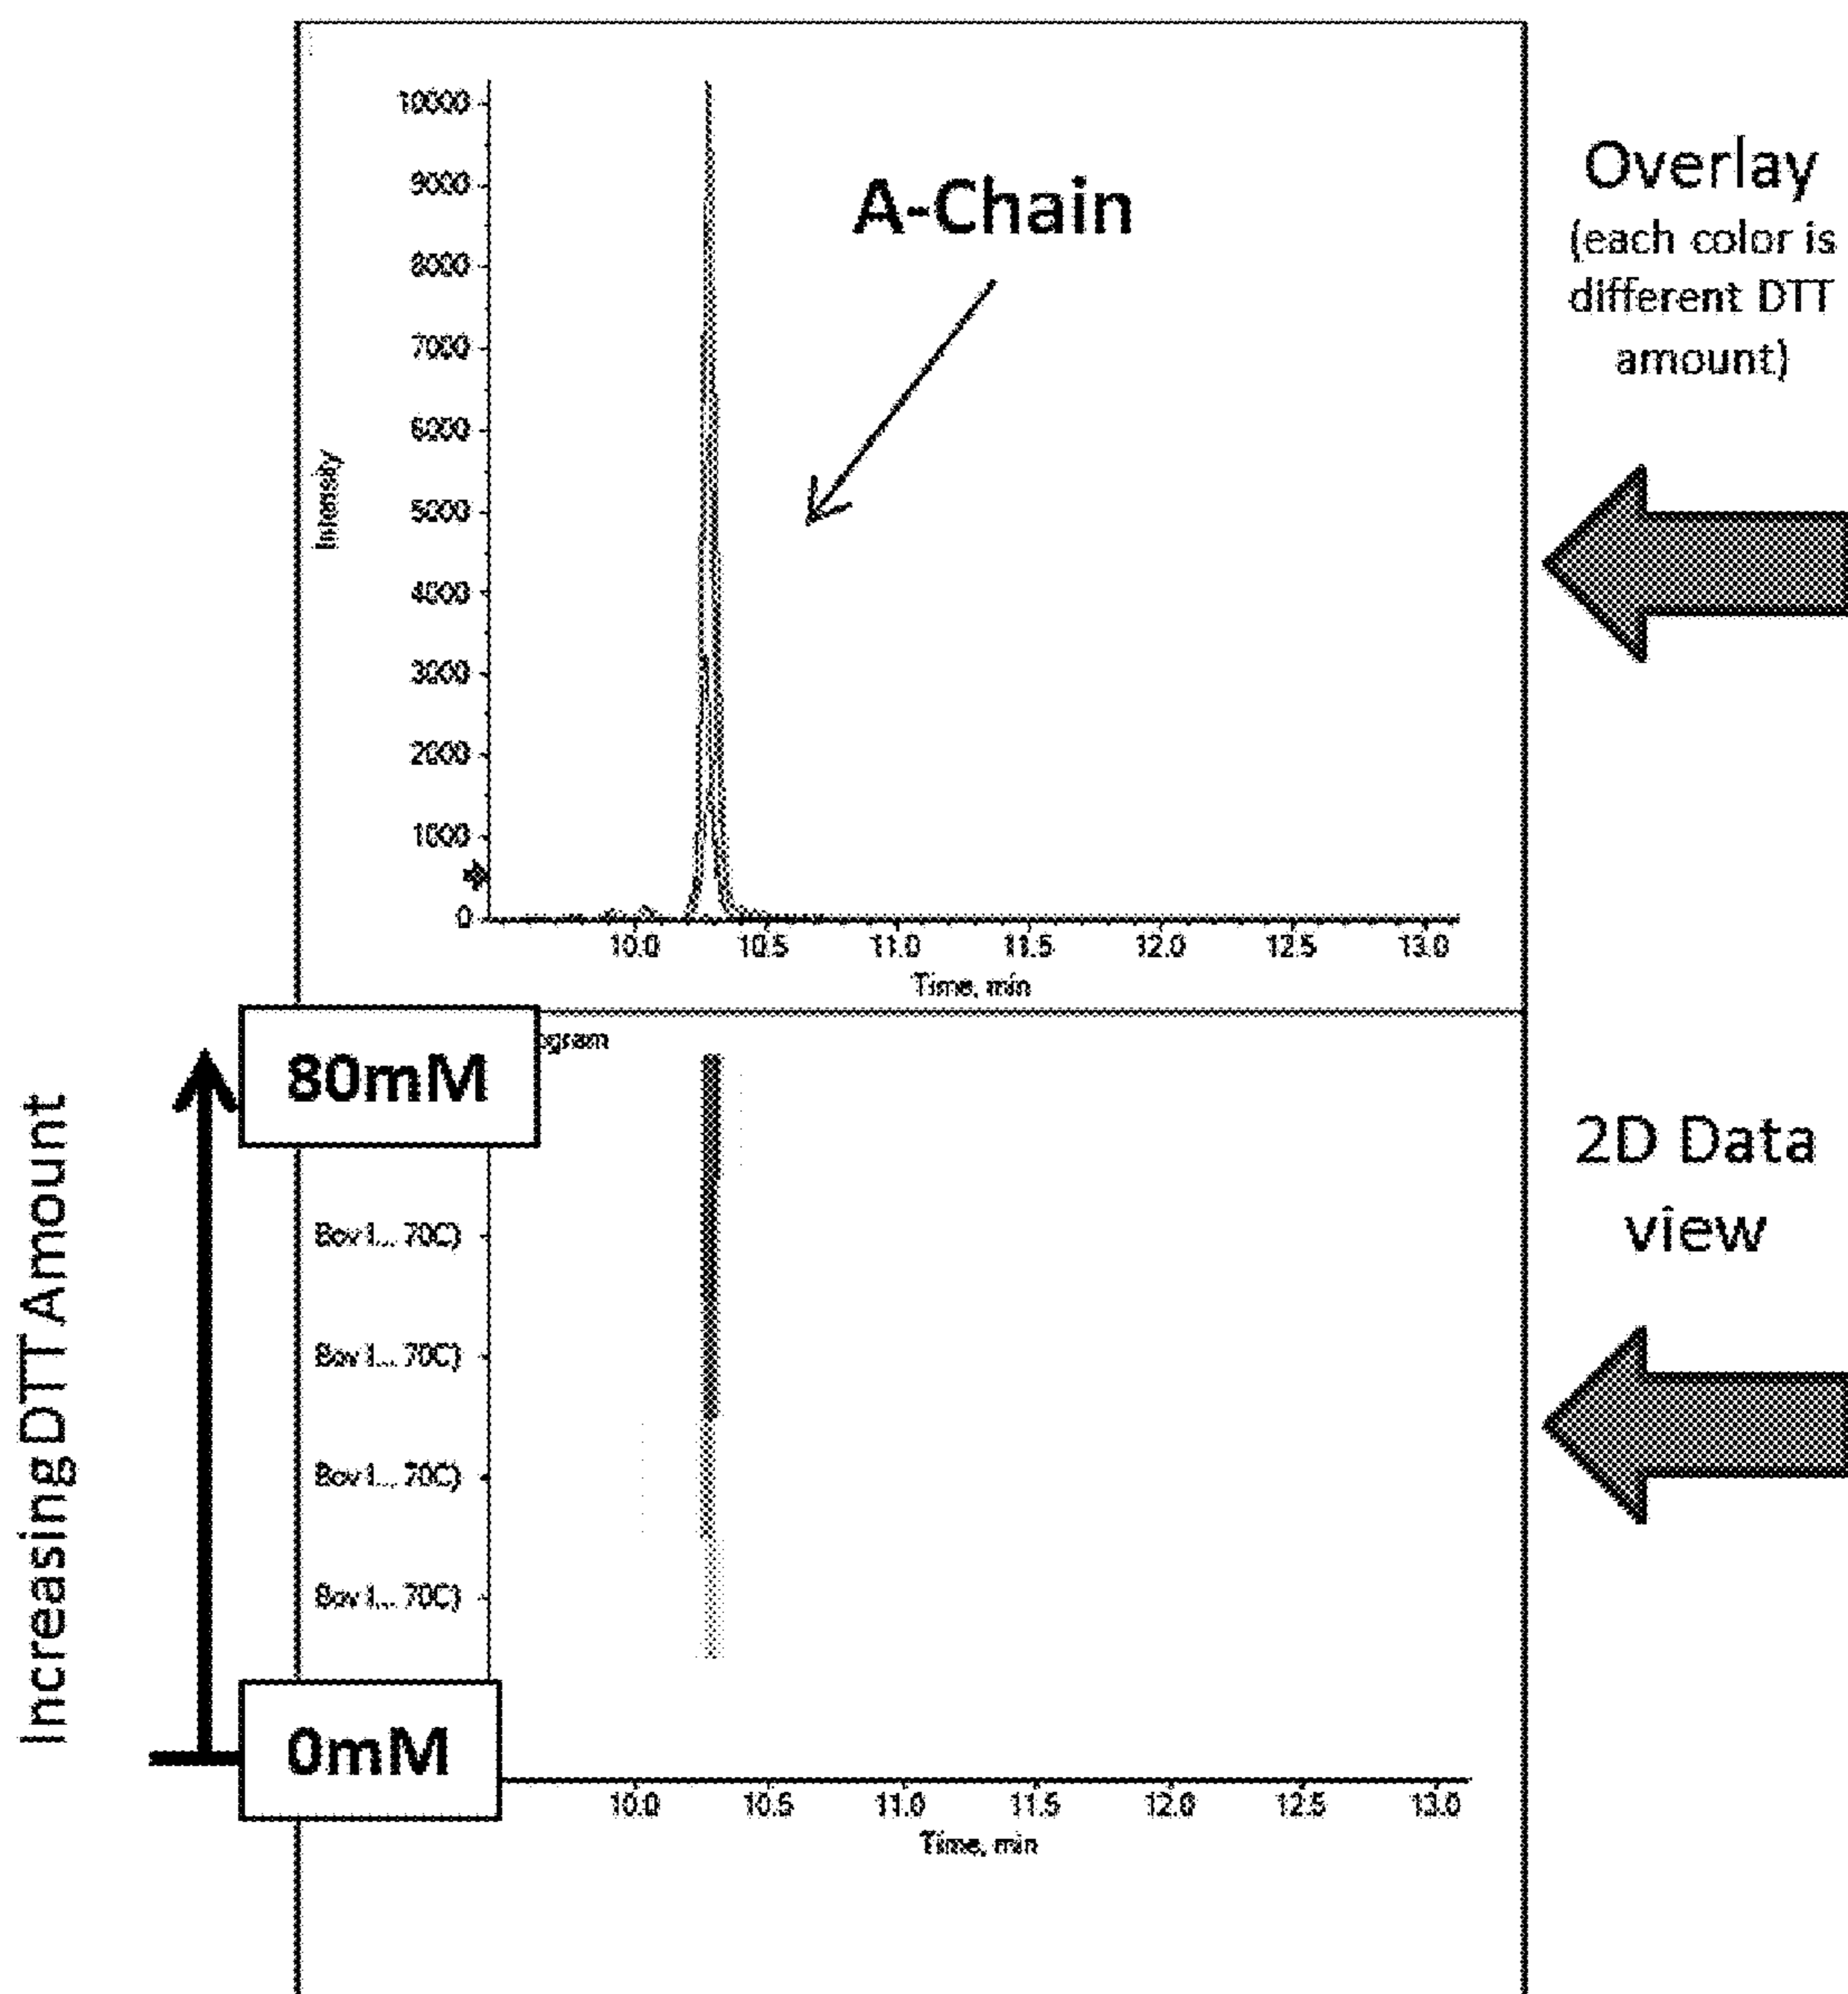 10000
9000
8000
7000
6000
5000
4000
3000
2000
1000
0
Intensity
A-Chain
10.0 10.5 11.0 11.5 12.0 12.5 13.0
Time, min
Overlay
(each color is
different DTT
amount)
ogram
80mM
Increasing DTT Amount
Bov I... 70C)
Bov I... 70C)
Bov I... 70C)
Bov I... 70C)
0mM
10.0 10.5 11.0 11.5 12.0 12.5 13.0
Time, min
2D Data
view